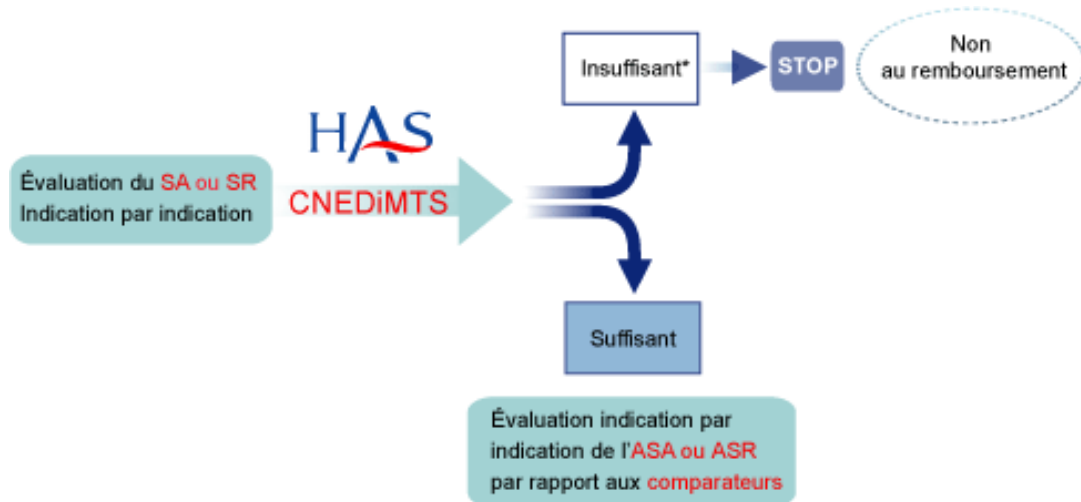 Évaluation du SA ou SR
Indication par indication
HAS
CNEDiMTS
Insuffisant*
STOP
Non
au remboursement
Suffisant
Évaluation indication par
indication de l'ASA ou ASR
par rapport aux comparateurs